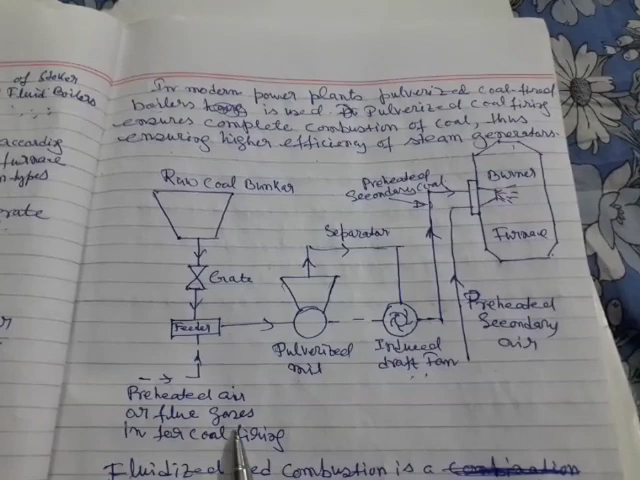 of Stoker
Fluid Boilers
according
furnace
n-types
grate
In modern power plants pulverized coal-fired
boilers is used. Pulverized coal firing
ensures complete combustion of coal, thus
ensuring higher efficiency of steam generators.
Raw Coal Bunker
Preheated
Secondary coal
Burner
Furnace
Separator
Grate
Feeder
Pulverized
mil
Induced
draft Fan
Preheated
Secondary
air
Preheated air
or flue gases
in for coal firing
Fluidized ed Combustion is a